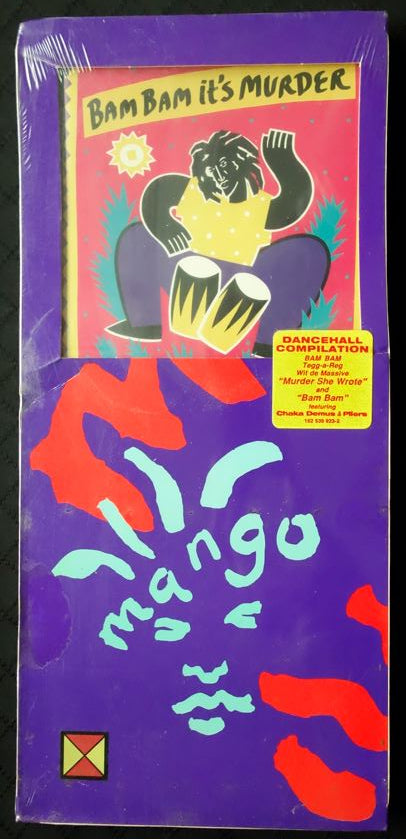 BAM BAM it's MURDER
DANCEHALL
COMPILATION
BAM BAM
Tegg-a-Reg
Wit de Massive
"Murder She Wrote"
and
"Bam Bam"
featuring
Chaka Demus & Pliers
162 539 923-2
mango